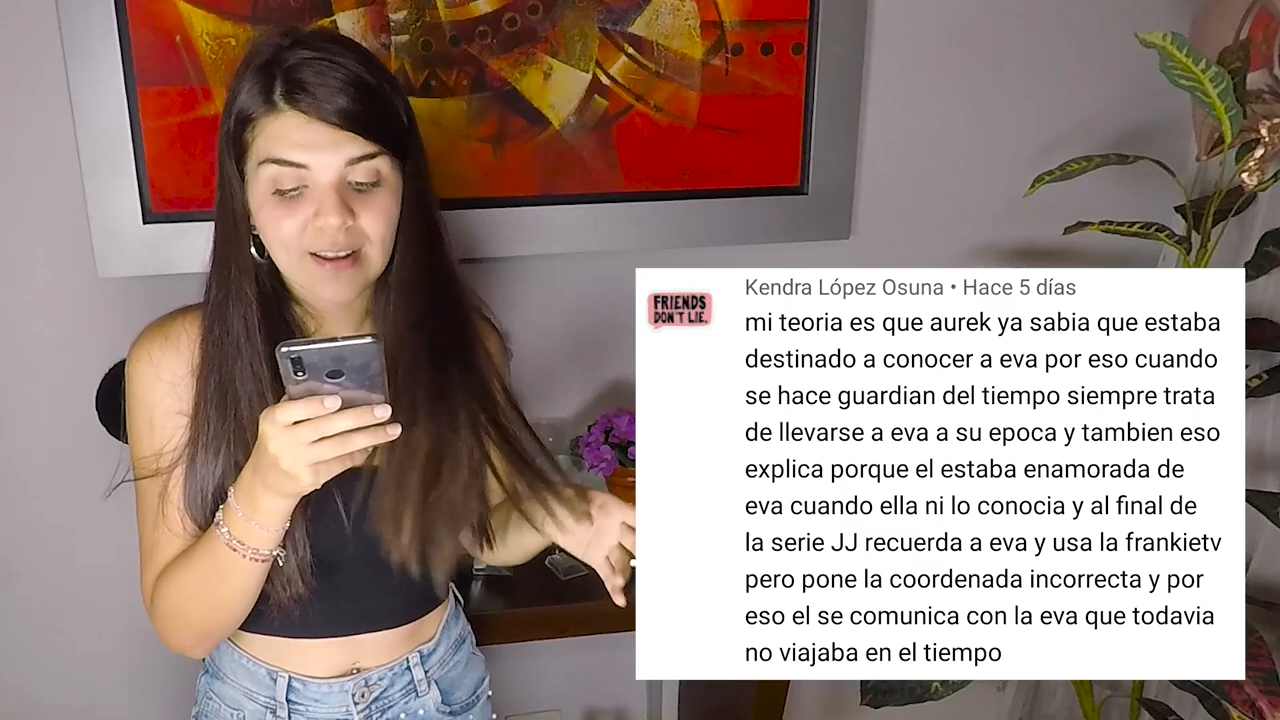 FRIENDS
DON'T LIE.
Kendra López Osuna • Hace 5 días
mi teoria es que aurek ya sabia que estaba
destinado a conocer a eva por eso cuando
se hace guardian del tiempo siempre trata
de llevarse a eva a su epoca y tambien eso
explica porque el estaba enamorada de
eva cuando ella ni lo conocia y al final de
la serie JJ recuerda a eva y usa la frankietv
pero pone la coordenada incorrecta y por
eso el se comunica con la eva que todavia
no viajaba en el tiempo